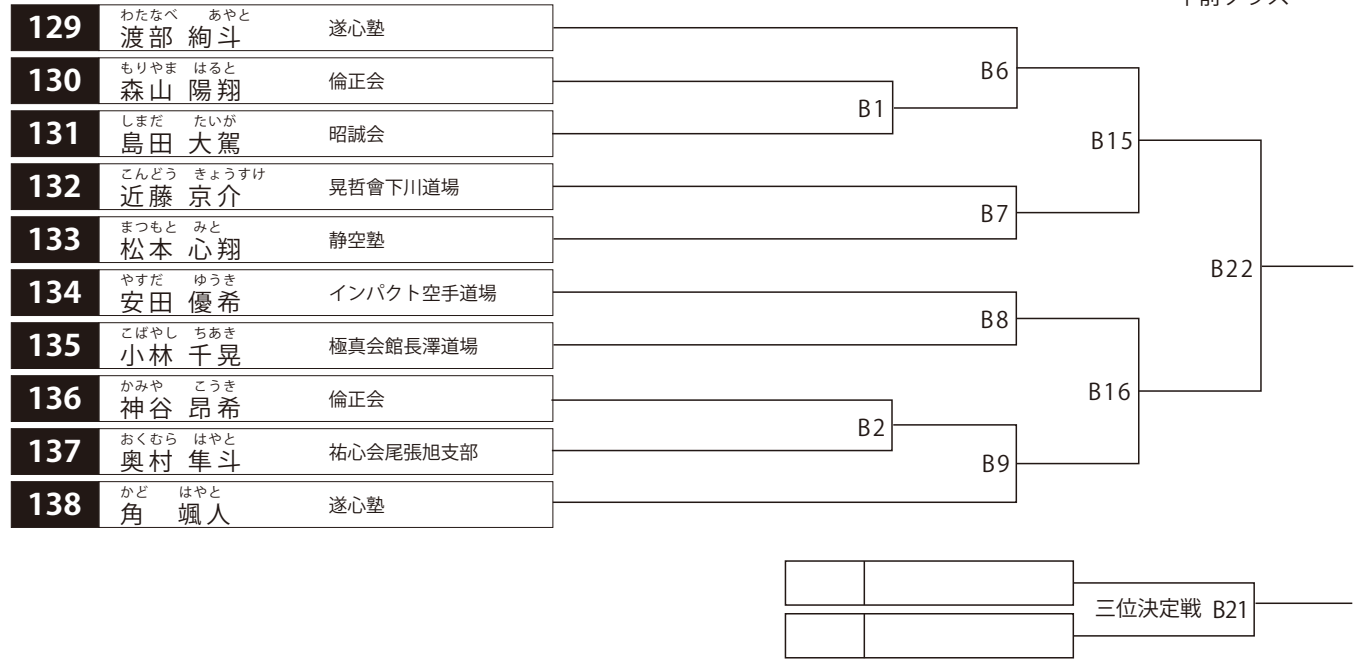 129 わたなべ あやと 渡部 絢斗 遂心塾
130 もりやま はると 森山 陽翔 倫正会
131 しまだ たいが 島田 大駕 昭誠会
132 こんどう きょうすけ 近藤 京介 晃哲會下川道場
133 まつもと みと 松本 心翔 静空塾
134 やすだ ゆうき 安田 優希 インパクト空手道場
135 こばやし ちあき 小林 千晃 極真会館長澤道場
136 かみや こうき 神谷 昂希 倫正会
137 おくむら はやと 奥村 隼斗 祐心会尾張旭支部
138 かど はやと 角 颯人 遂心塾
B6
B1
B15
B7
B22
B8
B16
B2
B9
三位決定戦 B21